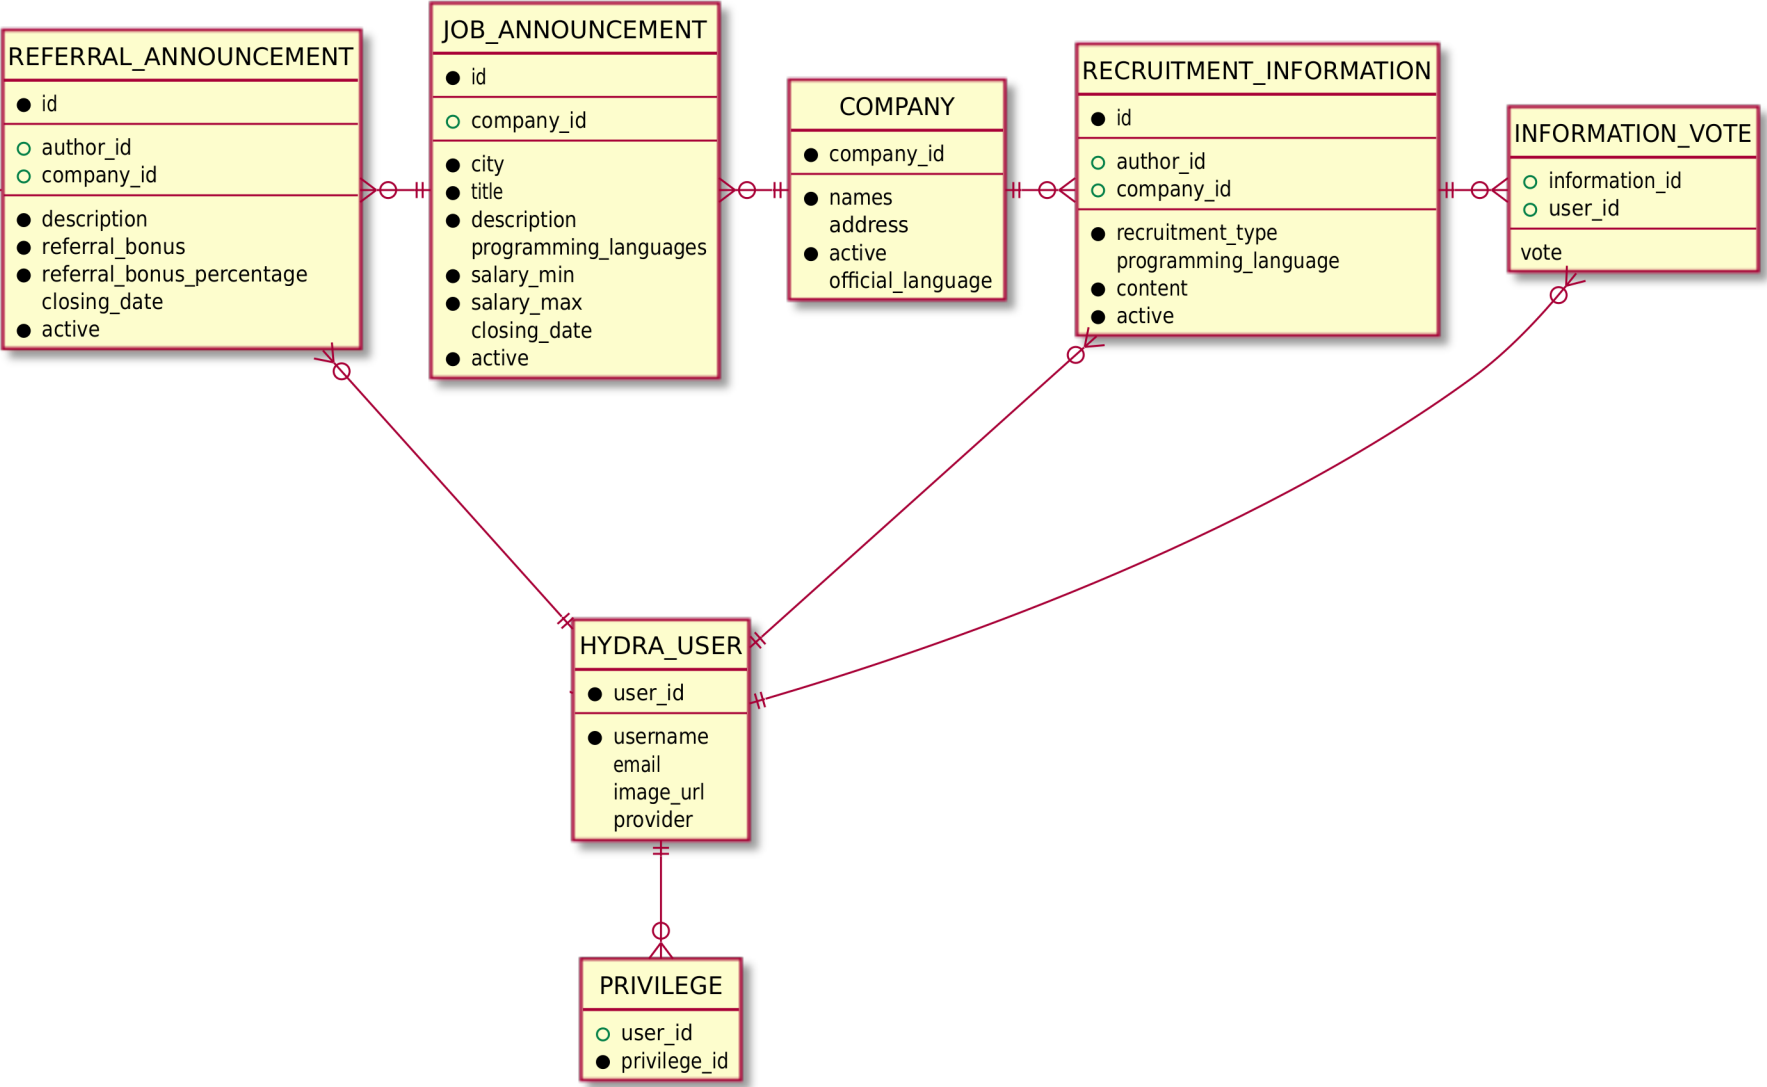 REFERRAL_ANNOUNCEMENT
id
author_id
company_id
description
referral_bonus
referral_bonus_percentage
closing_date
active
JOB_ANNOUNCEMENT
id
company_id
city
title
description
programming_languages
salary_min
salary_max
closing_date
active
COMPANY
company_id
names
address
active
official_language
RECRUITMENT_INFORMATION
id
author_id
company_id
recruitment_type
programming_language
content
active
INFORMATION_VOTE
information_id
user_id
vote
HYDRA_USER
user_id
username
email
image_url
provider
PRIVILEGE
user_id
privilege_id